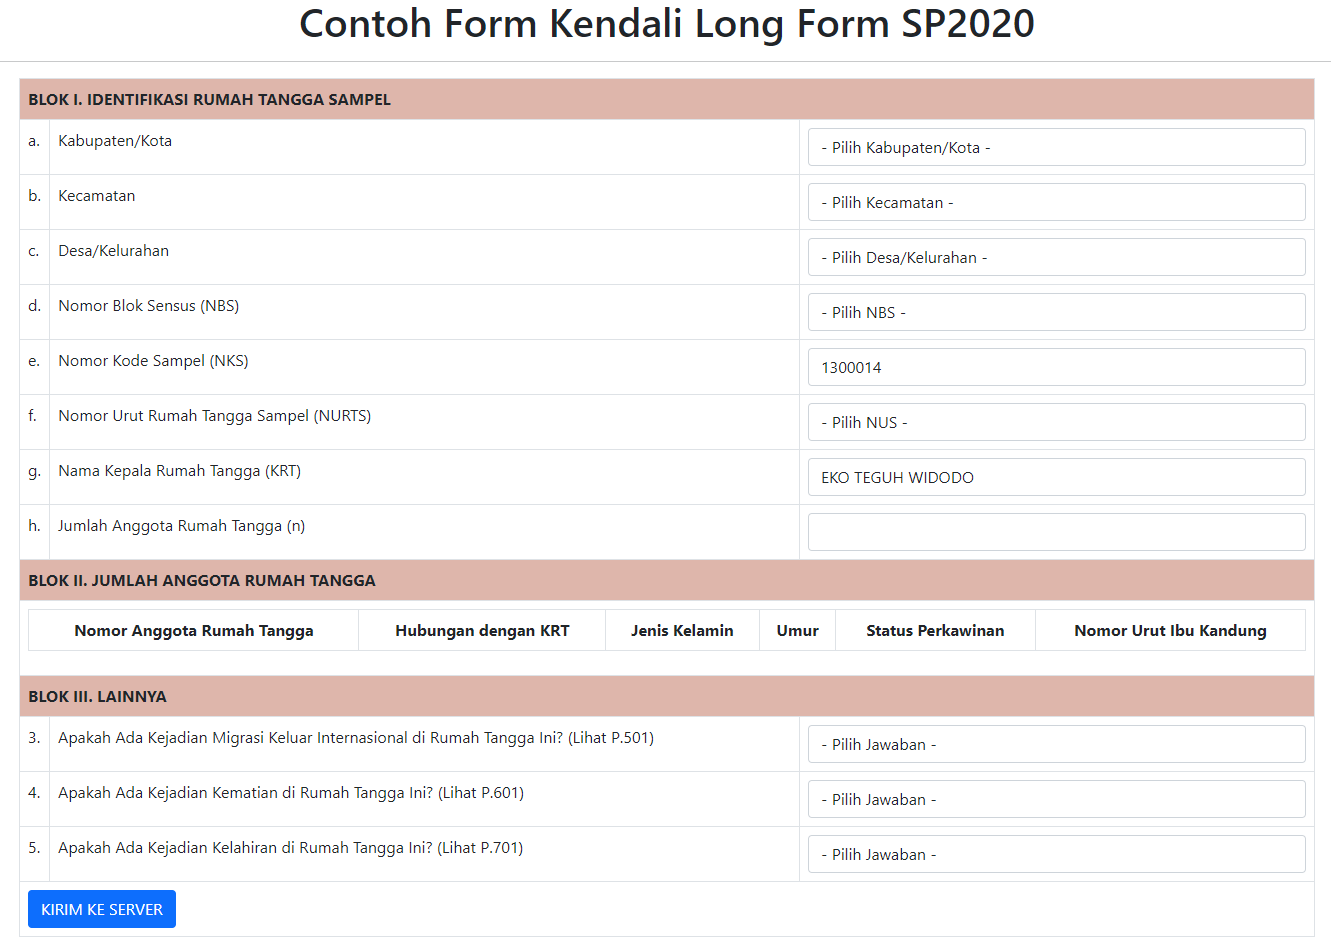 Contoh Form Kendali Long Form SP2020
BLOK I. IDENTIFIKASI RUMAH TANGGA SAMPEL
a. Kabupaten/Kota - Pilih Kabupaten/Kota -
b. Kecamatan - Pilih Kecamatan -
c. Desa/Kelurahan - Pilih Desa/Kelurahan -
d. Nomor Blok Sensus (NBS) - Pilih NBS -
e. Nomor Kode Sampel (NKS) 1300014
f. Nomor Urut Rumah Tangga Sampel (NURTS) - Pilih NUS -
g. Nama Kepala Rumah Tangga (KRT) EKO TEGUH WIDODO
h. Jumlah Anggota Rumah Tangga (n)
BLOK II. JUMLAH ANGGOTA RUMAH TANGGA
Nomor Anggota Rumah Tangga Hubungan dengan KRT Jenis Kelamin Umur Status Perkawinan Nomor Urut Ibu Kandung
BLOK III. LAINNYA
3. Apakah Ada Kejadian Migrasi Keluar Internasional di Rumah Tangga Ini? (Lihat P.501) - Pilih Jawaban -
4. Apakah Ada Kejadian Kematian di Rumah Tangga Ini? (Lihat P.601) - Pilih Jawaban -
5. Apakah Ada Kejadian Kelahiran di Rumah Tangga Ini? (Lihat P.701) - Pilih Jawaban -
KIRIM KE SERVER